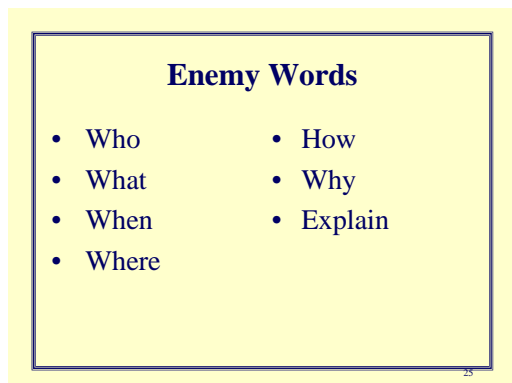 Enemy Words
• Who
• What
• When
• Where
• How
• Why
• Explain
25